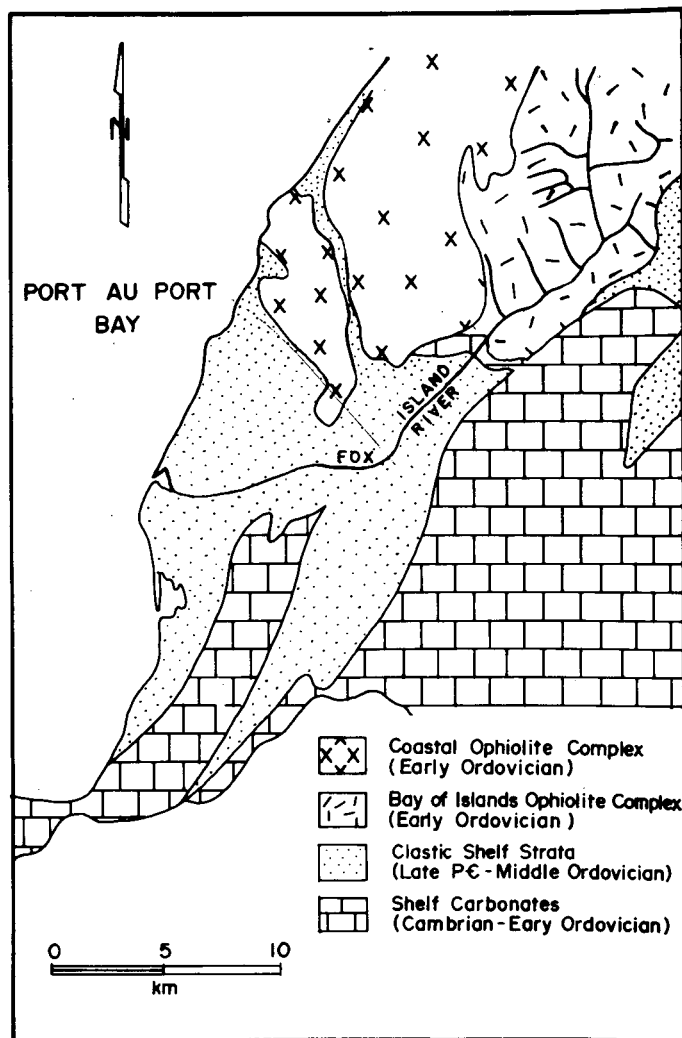 N
PORT AU PORT
BAY
ISLAND
RIVER
FOX
Coastal Ophiolite Complex
(Early Ordovician)
Bay of Islands Ophiolite Complex
(Early Ordovician )
Clastic Shelf Strata
(Late P€-Middle Ordovician)
Shelf Carbonates
(Cambrian-Eary Ordovician)
0 5 10
km